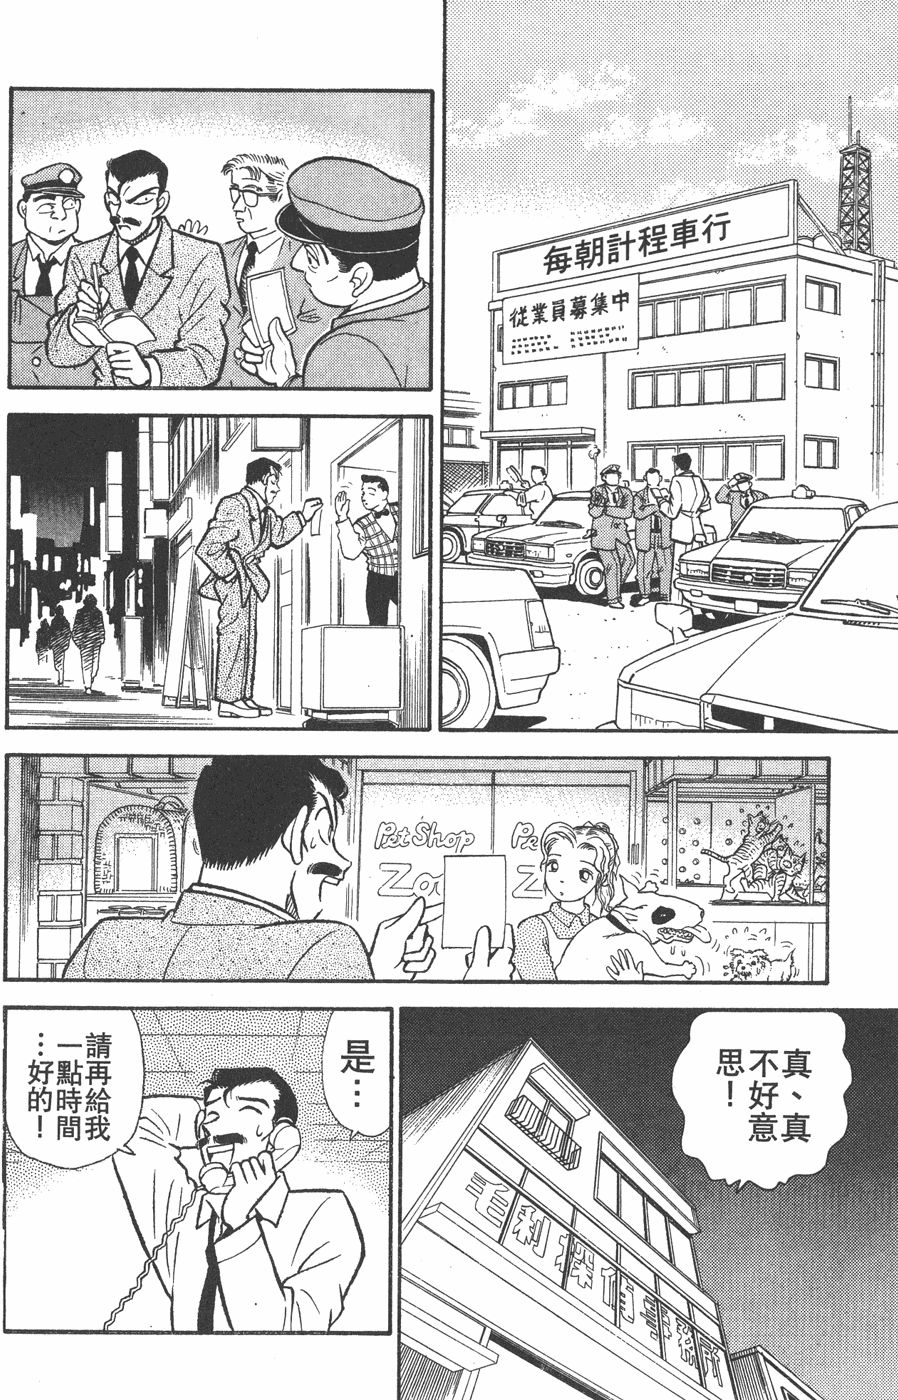 每朝計程車行
從業員募集中
Pet Shop
Zo
Pe
Z
真、真
不好意
思！
毛利偵探事務所
是…
請再給我
一點時間
…好的！